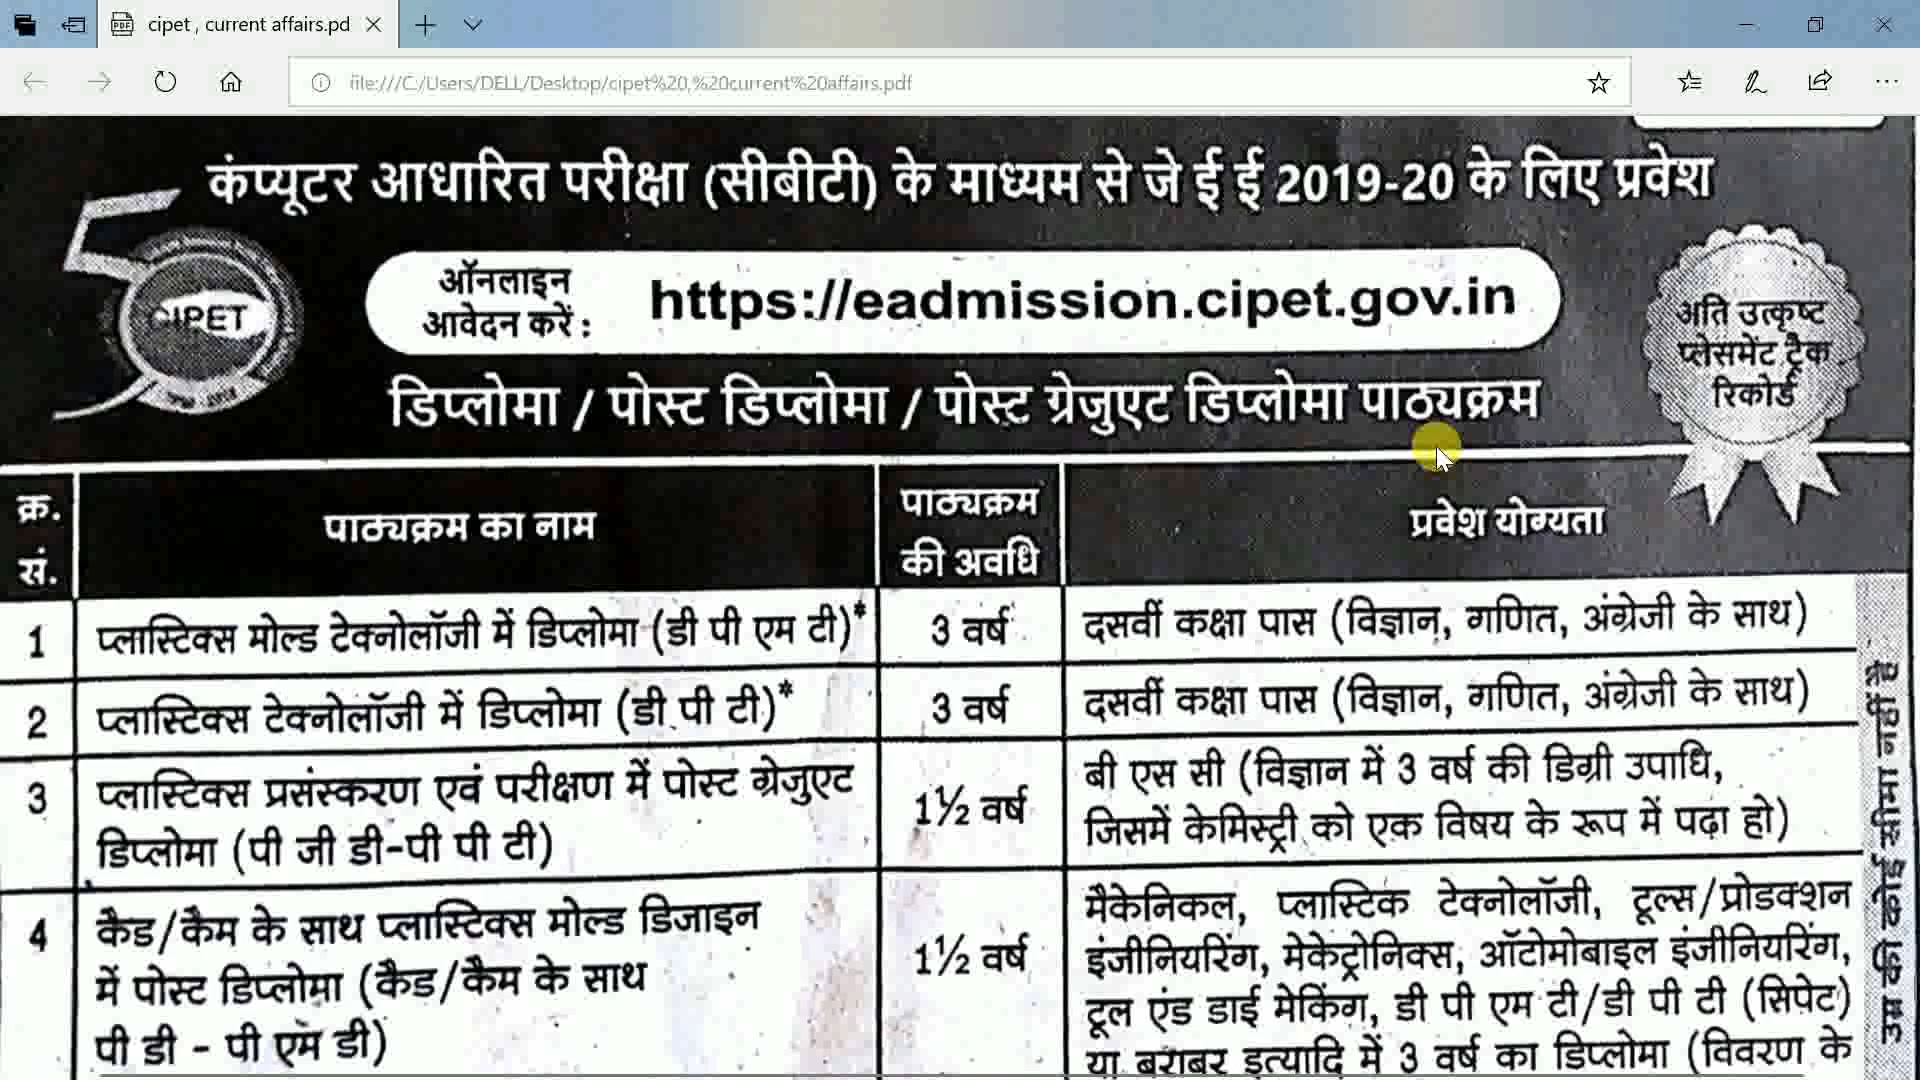 cipet , current affairs.pd
file:///C:/Users/DELL/Desktop/cipet%20,%20current%20affairs.pdf
कंप्यूटर आधारित परीक्षा (सीबीटी) के माध्यम से जे ई ई 2019-20 के लिए प्रवेश
CIPET
ऑनलाइन
आवेदन करें :
https://eadmission.cipet.gov.in
अति उत्कृष्ट
प्लेसमेंट ट्रैक
रिकोर्ड
डिप्लोमा / पोस्ट डिप्लोमा / पोस्ट ग्रेजुएट डिप्लोमा पाठ्यक्रम
क्र.
सं.
पाठ्यक्रम का नाम
पाठ्यक्रम
की अवधि
प्रवेश योग्यता
1
प्लास्टिक्स मोल्ड टेक्नोलॉजी में डिप्लोमा (डी पी एम टी)*
3 वर्ष
दसवीं कक्षा पास (विज्ञान, गणित, अंग्रेजी के साथ)
2
प्लास्टिक्स टेक्नोलॉजी में डिप्लोमा (डी पी टी)*
3 वर्ष
दसवीं कक्षा पास (विज्ञान, गणित, अंग्रेजी के साथ)
3
प्लास्टिक्स प्रसंस्करण एवं परीक्षण में पोस्ट ग्रेजुएट
डिप्लोमा (पी जी डी-पी पी टी)
1½ वर्ष
बी एस सी (विज्ञान में 3 वर्ष की डिग्री उपाधि,
जिसमें केमिस्ट्री को एक विषय के रूप में पढ़ा हो)
4
कैड/कैम के साथ प्लास्टिक्स मोल्ड डिजाइन
में पोस्ट डिप्लोमा (कैड/कैम के साथ
पी डी - पी एम डी)
1½ वर्ष
मैकेनिकल, प्लास्टिक टेक्नोलॉजी, टूल्स/प्रोडक्शन
इंजीनियरिंग, मेकेट्रोनिक्स, ऑटोमोबाइल इंजीनियरिंग,
टूल एंड डाई मेकिंग, डी पी एम टी/डी पी टी (सिपेट)
या बराबर इत्यादि में 3 वर्ष का डिप्लोमा (विवरण के
उम्र की कोई सीमा नहीं है